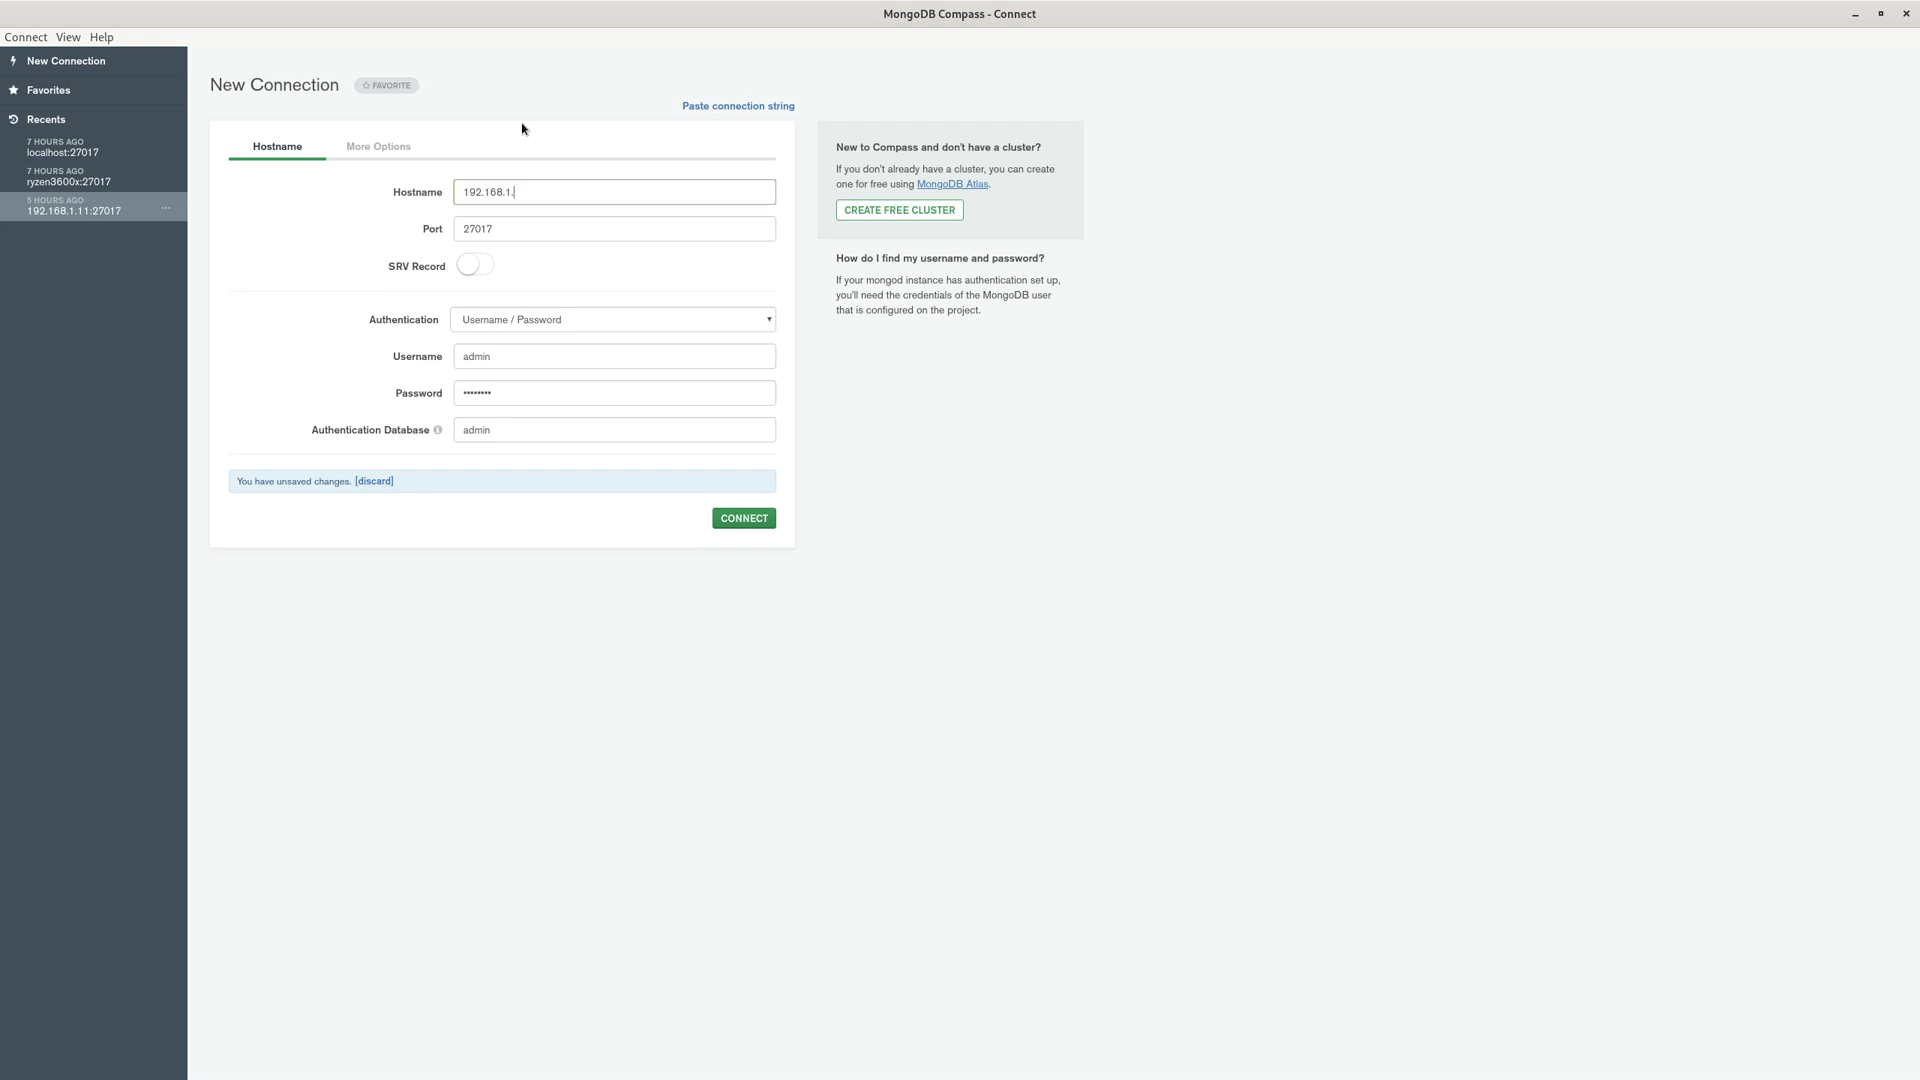 MongoDB Compass - Connect
Connect View Help
New Connection
Favorites
Recents
7 HOURS AGO
localhost:27017
7 HOURS AGO
ryzen3600x:27017
5 HOURS AGO
192.168.1.11:27017
New Connection
FAVORITE
Paste connection string
Hostname
More Options
Hostname
192.168.1.
Port
27017
SRV Record
Authentication
Username / Password
Username
admin
Password
••••••••
Authentication Database
admin
You have unsaved changes. [discard]
CONNECT
New to Compass and don't have a cluster?
If you don't already have a cluster, you can create
one for free using MongoDB Atlas.
CREATE FREE CLUSTER
How do I find my username and password?
If your mongod instance has authentication set up,
you'll need the credentials of the MongoDB user
that is configured on the project.